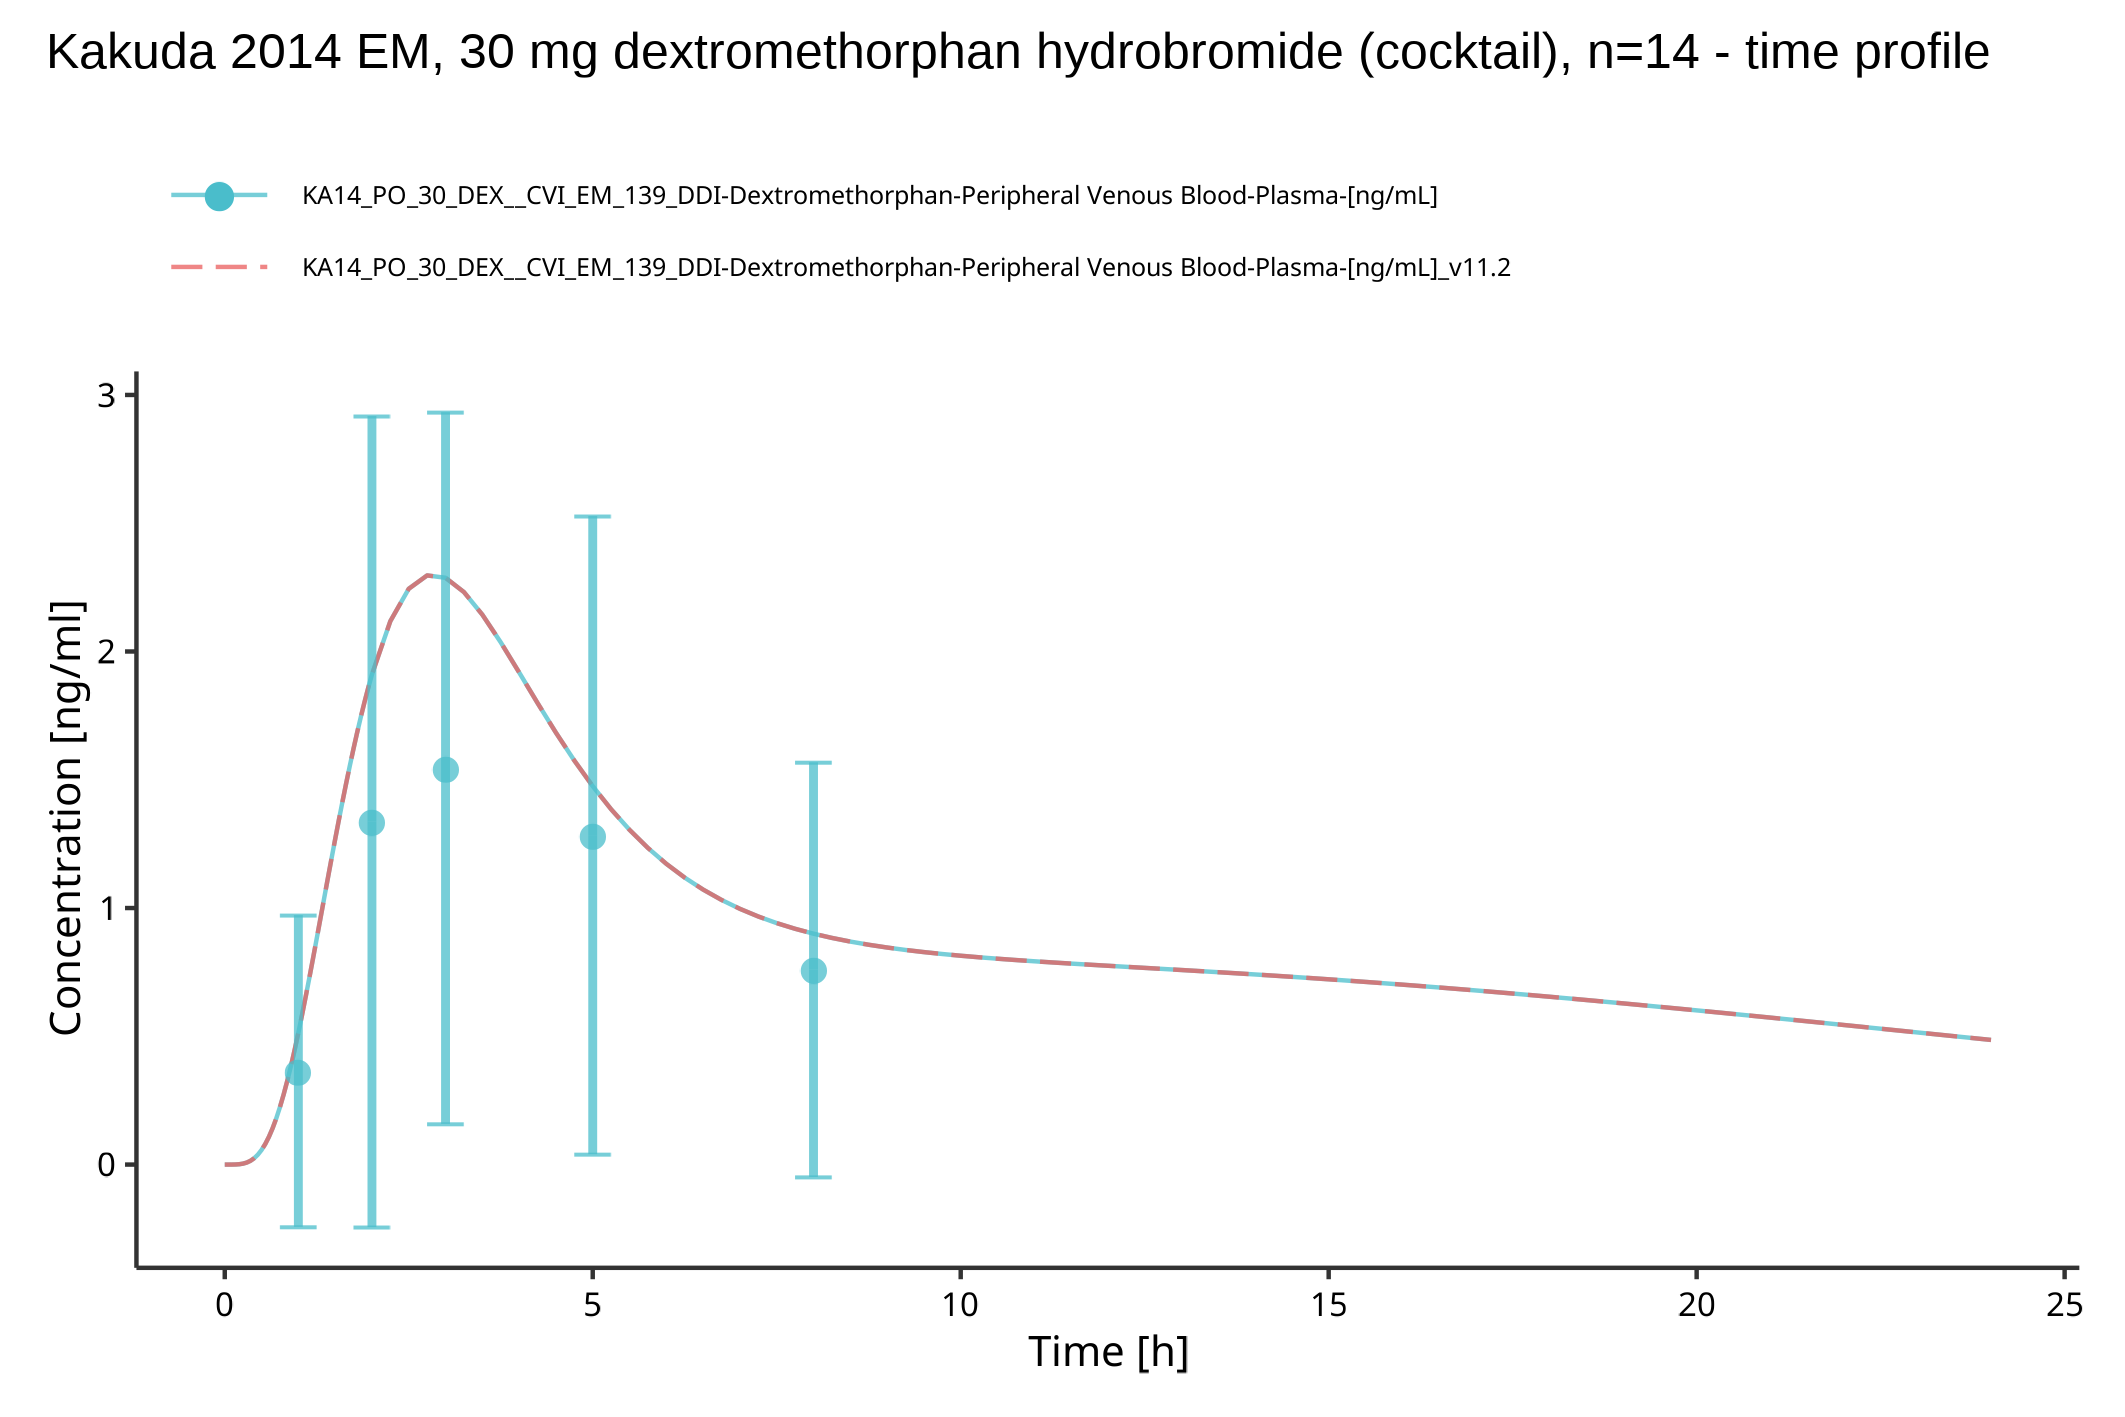 Kakuda 2014 EM, 30 mg dextromethorphan hydrobromide (cocktail), n=14 - time profile
KA14_PO_30_DEX__CVI_EM_139_DDI-Dextromethorphan-Peripheral Venous Blood-Plasma-[ng/mL]
KA14_PO_30_DEX__CVI_EM_139_DDI-Dextromethorphan-Peripheral Venous Blood-Plasma-[ng/mL]_v11.2
Concentration [ng/ml]
3
2
1
0
0 5 10 15 20 25
Time [h]